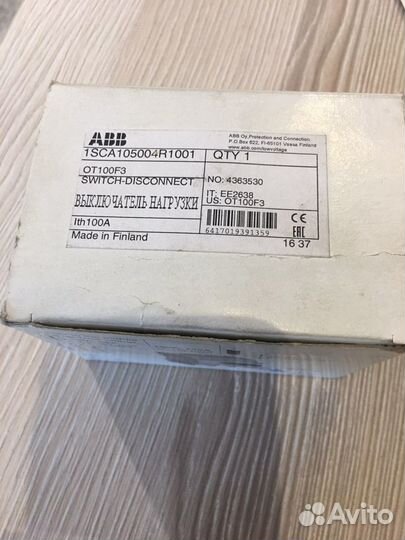 ABB
ABB Oy, Protection and Connection
P.O.Box 622, FI-65101 Vaasa Finland
www.abb.com/lowvoltage
1SCA105004R1001
QTY 1
OT100F3
SWITCH-DISCONNECT
NO: 4363530
ВЫКЛЮЧАТЕЛЬ НАГРУЗКИ
IT: EE2638
US: OT100F3
Ith100A
6417019391359
CE
EAC
Made in Finland
16 37
Avito